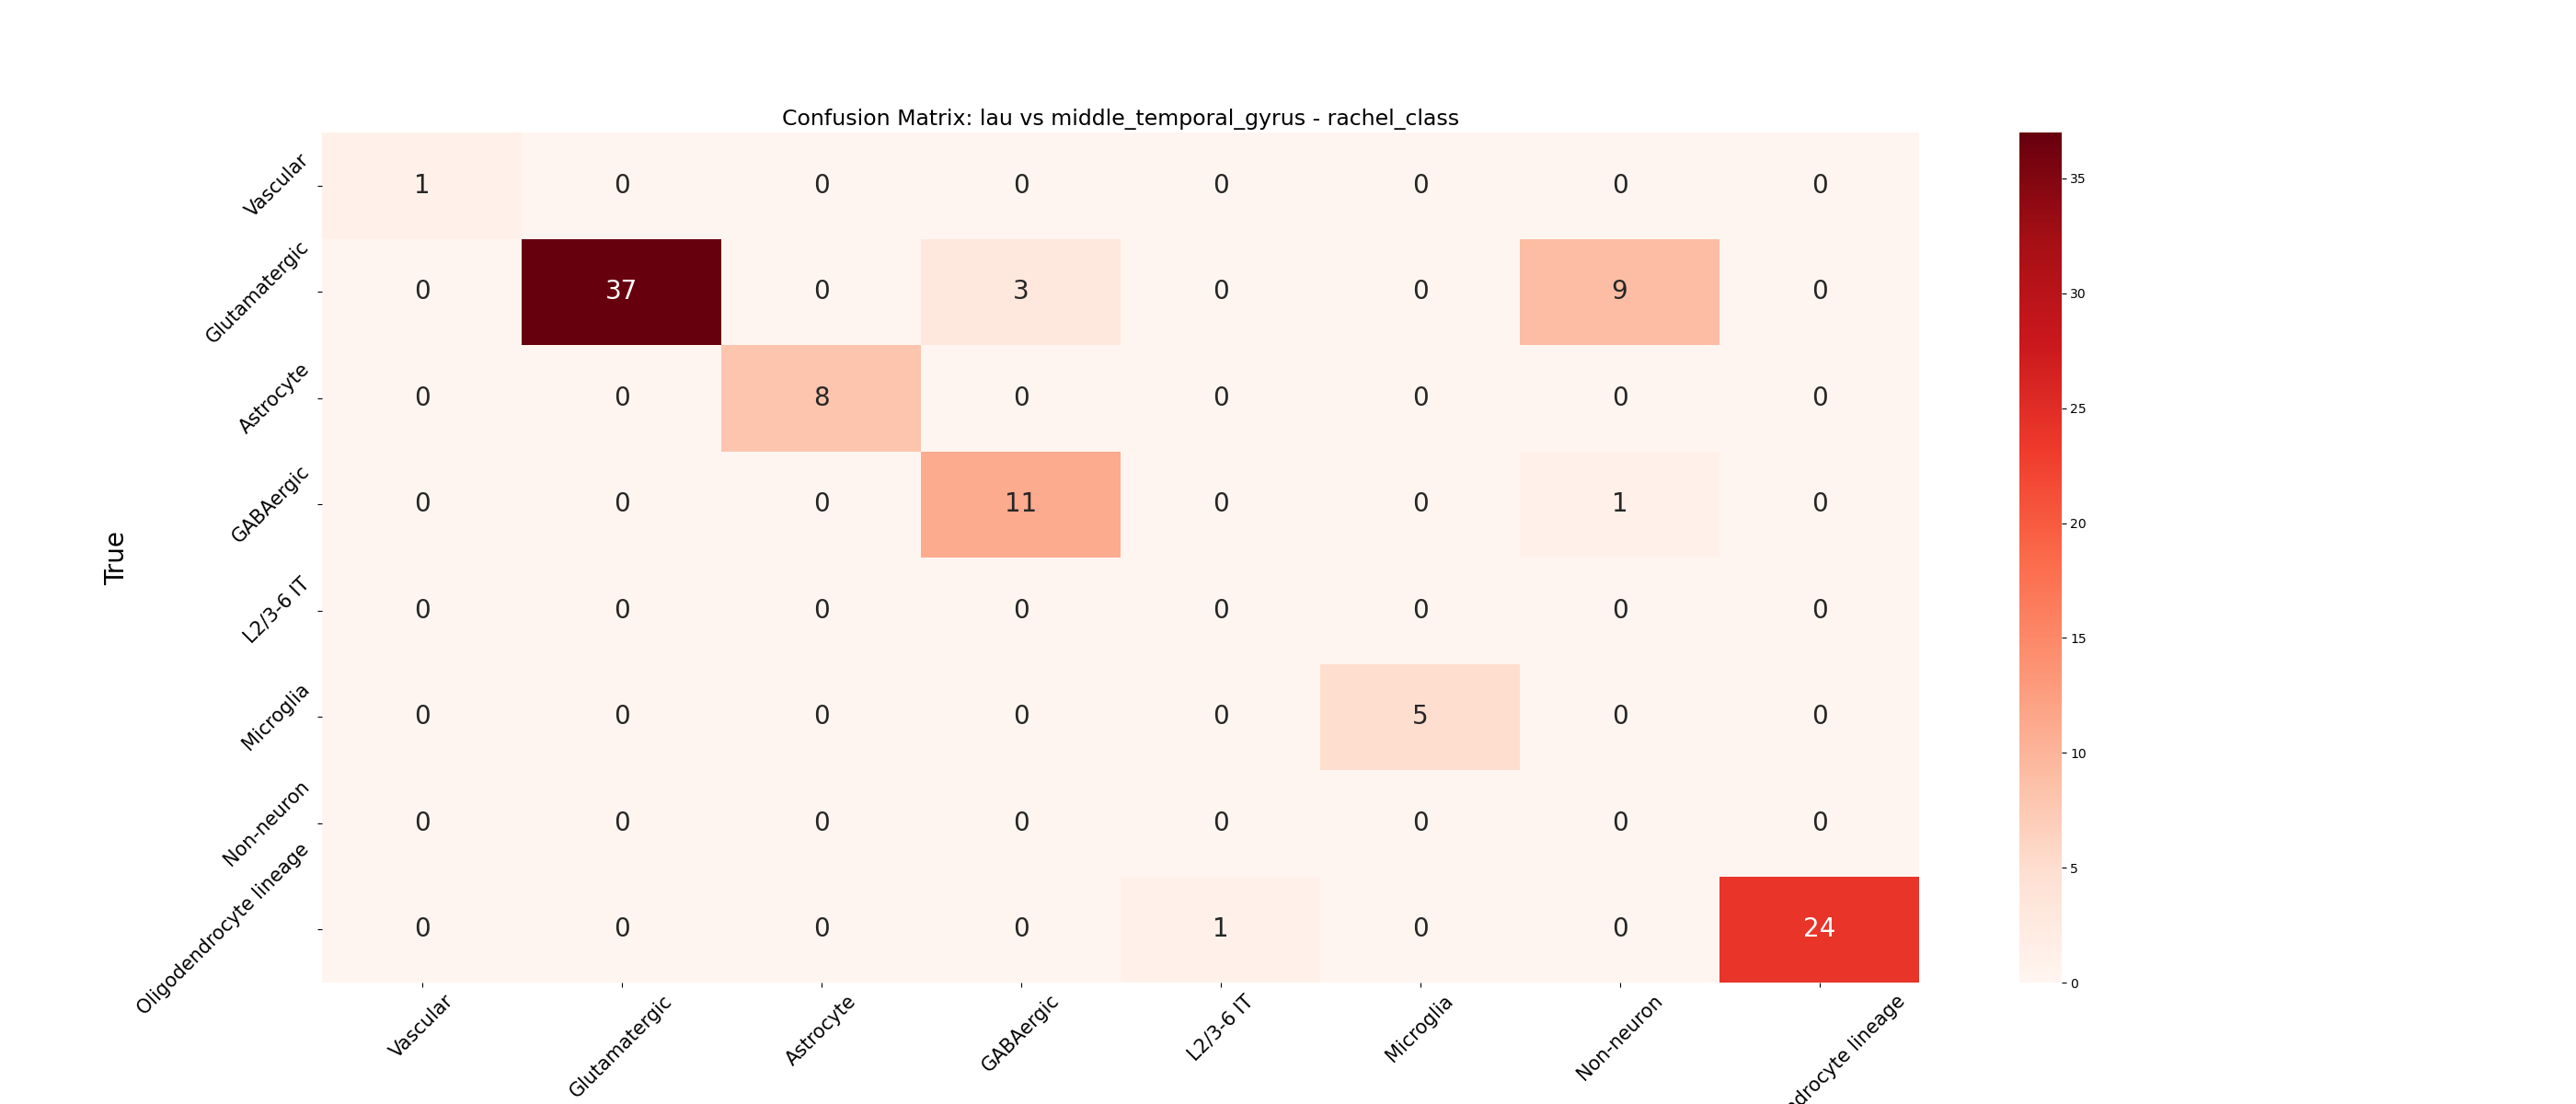 Confusion Matrix: lau vs middle_temporal_gyrus - rachel_class
True
Vascular 1 0 0 0 0 0 0 0
Glutamatergic 0 37 0 3 0 0 9 0
Astrocyte 0 0 8 0 0 0 0 0
GABAergic 0 0 0 11 0 0 1 0
L2/3-6 IT 0 0 0 0 0 0 0 0
Microglia 0 0 0 0 0 5 0 0
Non-neuron 0 0 0 0 0 0 0 0
Oligodendrocyte lineage 0 0 0 0 1 0 0 24
Vascular Glutamatergic Astrocyte GABAergic L2/3-6 IT Microglia Non-neuron lineage
35
30
25
20
15
10
5
0